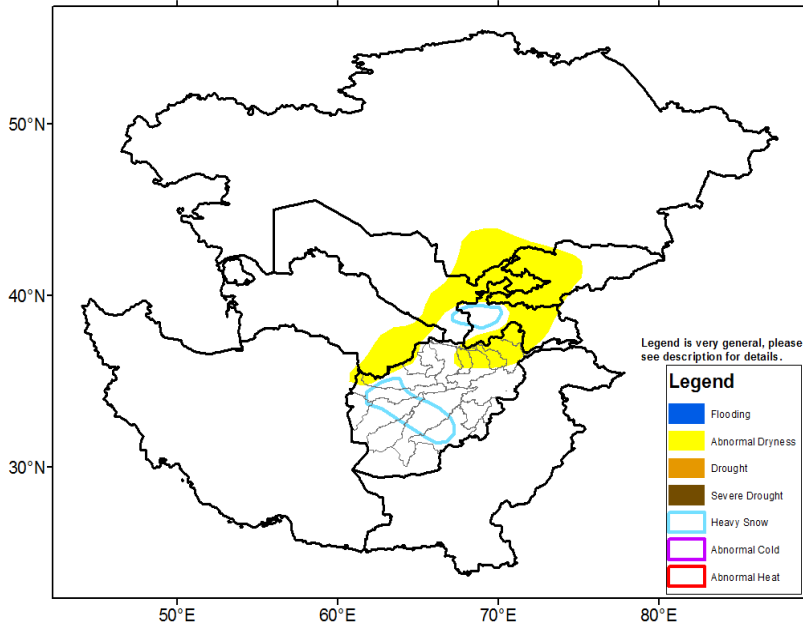 50°N
40°N
30°N
50°E
60°E
70°E
80°E
Legend is very general, please
see description for details.
Legend
Flooding
Abnormal Dryness
Drought
Severe Drought
Heavy Snow
Abnormal Cold
Abnormal Heat